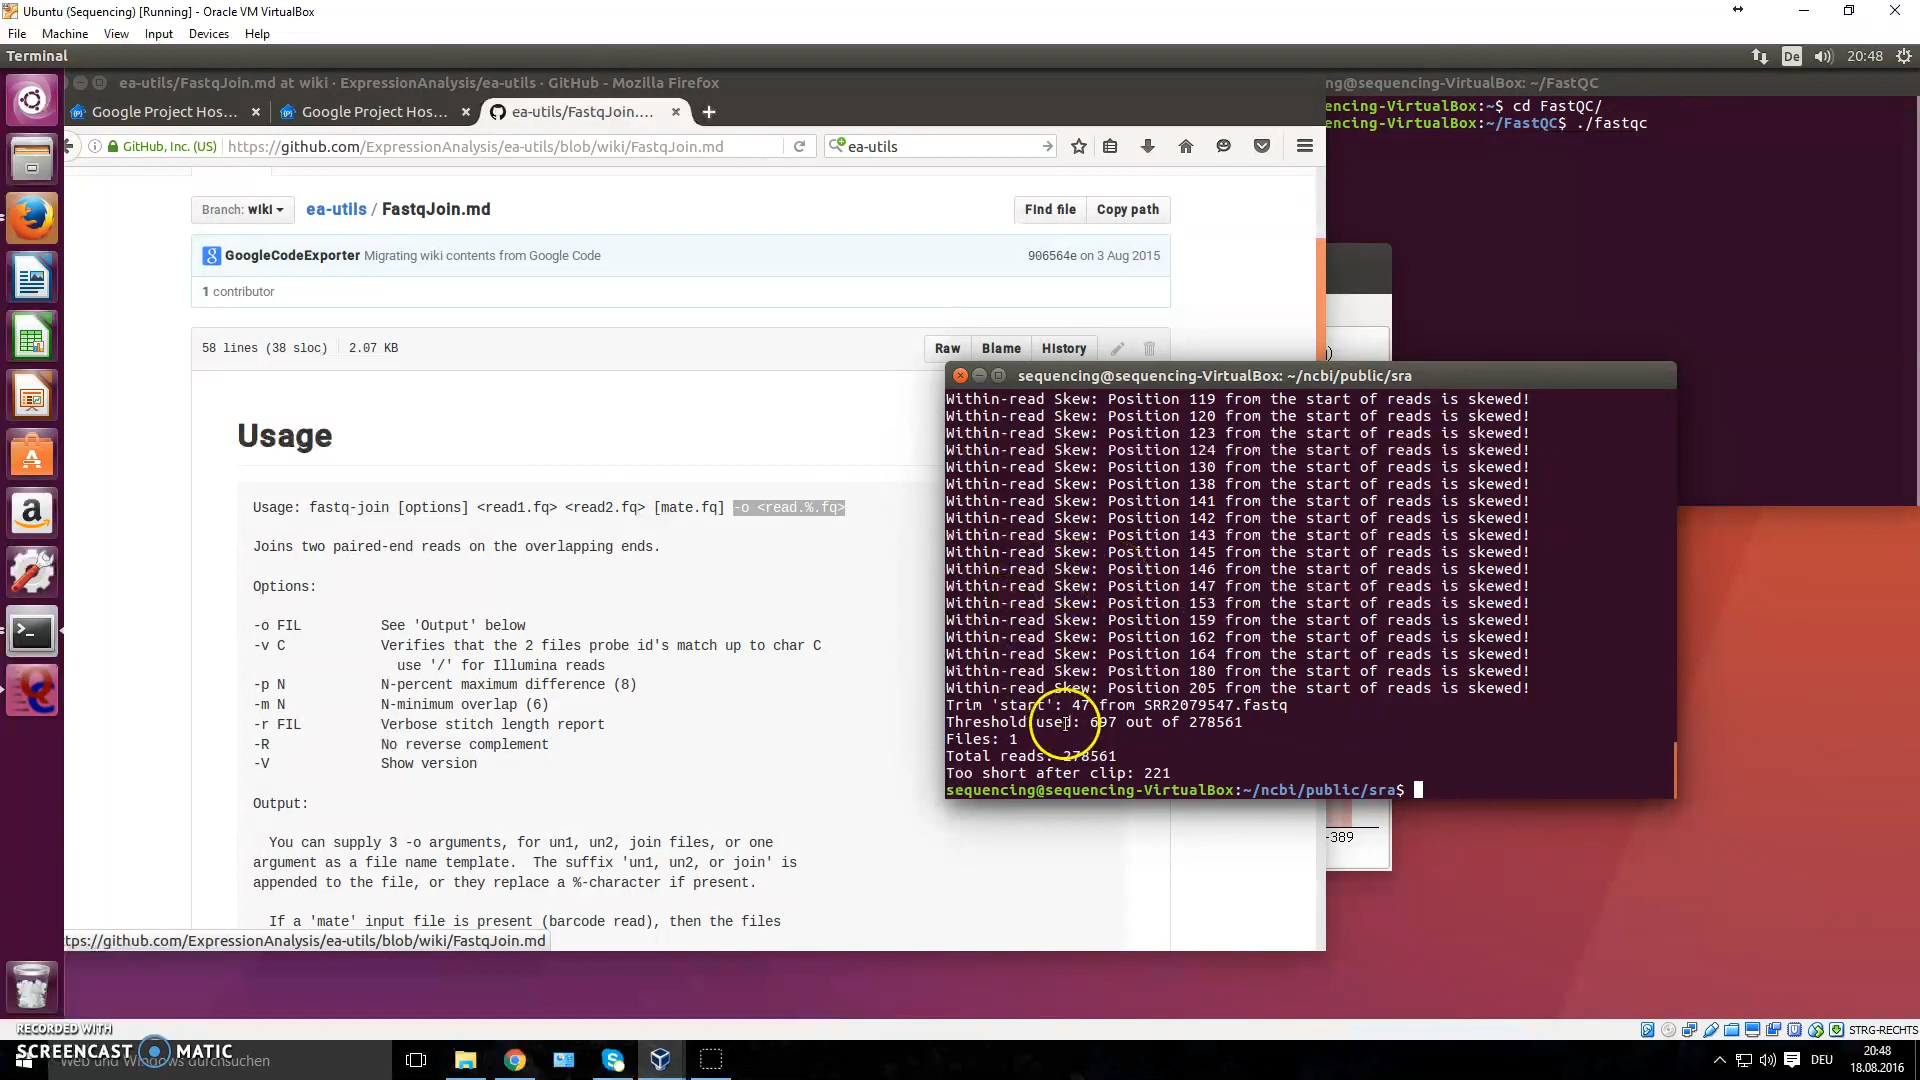 Ubuntu (Sequencing) [Running] - Oracle VM VirtualBox
File Machine View Input Devices Help
Terminal
De
20:48
ea-utils/FastqJoin.md at wiki · ExpressionAnalysis/ea-utils · GitHub - Mozilla Firefox
ng@sequencing-VirtualBox: ~/FastQC
Google Project Hos...
Google Project Hos...
ea-utils/FastqJoin....
encing-VirtualBox:~$ cd FastQC/
encing-VirtualBox:~/FastQC$ ./fastqc
GitHub, Inc. (US)
https://github.com/ExpressionAnalysis/ea-utils/blob/wiki/FastqJoin.md
ea-utils
Branch: wiki
ea-utils / FastqJoin.md
Find file
Copy path
GoogleCodeExporter Migrating wiki contents from Google Code
906564e on 3 Aug 2015
1 contributor
58 lines (38 sloc) 2.07 KB
Raw Blame History
Usage
Usage: fastq-join [options] <read1.fq> <read2.fq> [mate.fq] -o <read.%.fq>
Joins two paired-end reads on the overlapping ends.
Options:
-o FIL See 'Output' below
-v C Verifies that the 2 files probe id's match up to char C
use '/' for Illumina reads
-p N N-percent maximum difference (8)
-m N N-minimum overlap (6)
-r FIL Verbose stitch length report
-R No reverse complement
-V Show version
Output:
You can supply 3 -o arguments, for un1, un2, join files, or one
argument as a file name template. The suffix 'un1, un2, or join' is
appended to the file, or they replace a %-character if present.
If a 'mate' input file is present (barcode read), then the files
tps://github.com/ExpressionAnalysis/ea-utils/blob/wiki/FastqJoin.md
sequencing@sequencing-VirtualBox: ~/ncbi/public/sra
Within-read Skew: Position 119 from the start of reads is skewed!
Within-read Skew: Position 120 from the start of reads is skewed!
Within-read Skew: Position 123 from the start of reads is skewed!
Within-read Skew: Position 124 from the start of reads is skewed!
Within-read Skew: Position 130 from the start of reads is skewed!
Within-read Skew: Position 138 from the start of reads is skewed!
Within-read Skew: Position 141 from the start of reads is skewed!
Within-read Skew: Position 142 from the start of reads is skewed!
Within-read Skew: Position 143 from the start of reads is skewed!
Within-read Skew: Position 145 from the start of reads is skewed!
Within-read Skew: Position 146 from the start of reads is skewed!
Within-read Skew: Position 147 from the start of reads is skewed!
Within-read Skew: Position 153 from the start of reads is skewed!
Within-read Skew: Position 159 from the start of reads is skewed!
Within-read Skew: Position 162 from the start of reads is skewed!
Within-read Skew: Position 164 from the start of reads is skewed!
Within-read Skew: Position 180 from the start of reads is skewed!
Within-read Skew: Position 205 from the start of reads is skewed!
Trim 'start': 47 from SRR2079547.fastq
Threshold used: 697 out of 278561
Files: 1
Total reads: 278561
Too short after clip: 221
sequencing@sequencing-VirtualBox:~/ncbi/public/sra$
-389
STRG-RECHTS
RECORDED WITH
SCREENCAST MATIC
Web und Windows durchsuchen
DEU
20:48
18.08.2016